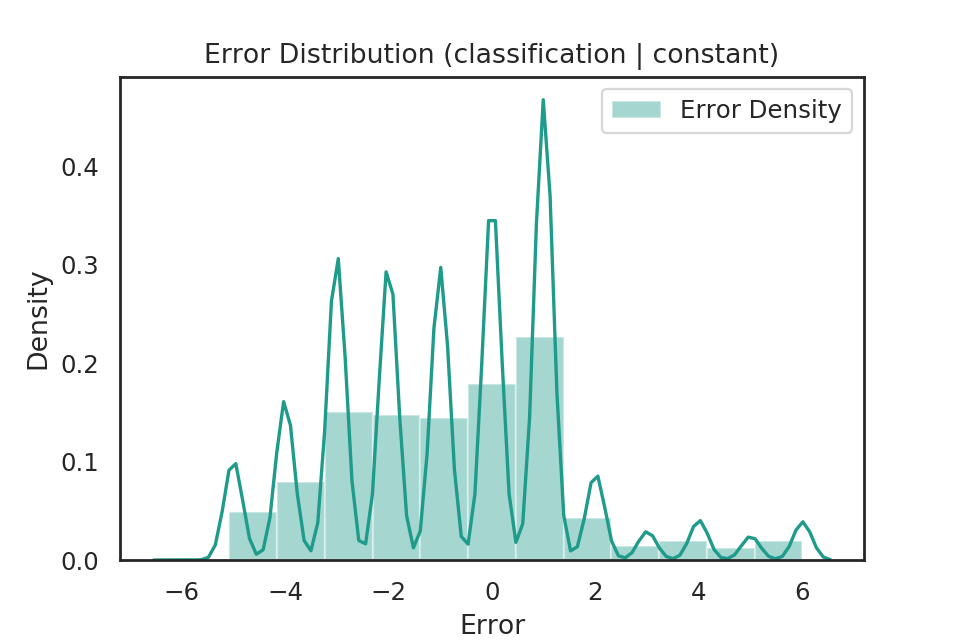 Error Distribution (classification | constant)
Error Density
0.4
0.3
0.2
0.1
0.0
Density
−6 −4 −2 0 2 4 6
Error